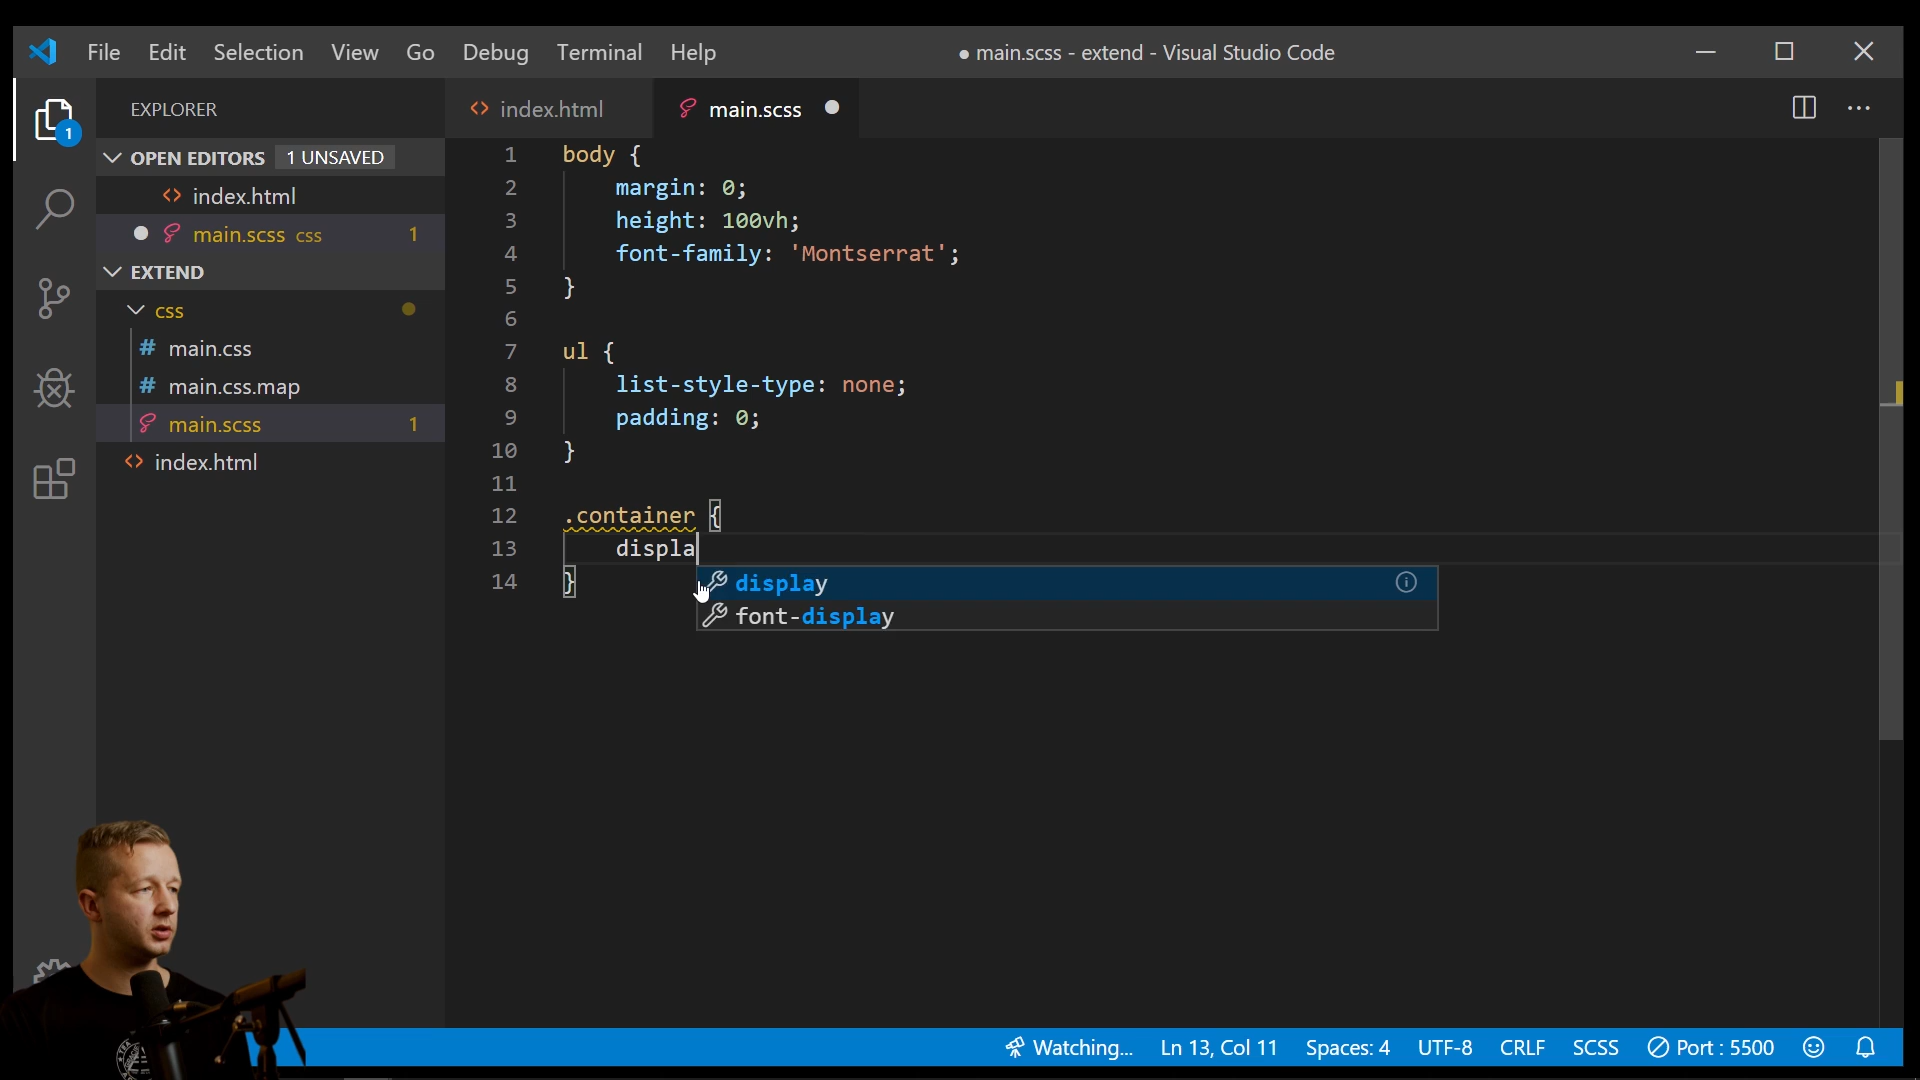 File Edit Selection View Go Debug Terminal Help
● main.scss - extend - Visual Studio Code
EXPLORER
OPEN EDITORS 1 UNSAVED
<> index.html
main.scss css 1
EXTEND
css
# main.css
# main.css.map
main.scss 1
<> index.html
1
<> index.html
main.scss
1 body {
2 margin: 0;
3 height: 100vh;
4 font-family: 'Montserrat';
5 }
6
7 ul {
8 list-style-type: none;
9 padding: 0;
10 }
11
12 .container {
13 displa
14 }
display
font-display
Watching... Ln 13, Col 11 Spaces: 4 UTF-8 CRLF SCSS Port : 5500